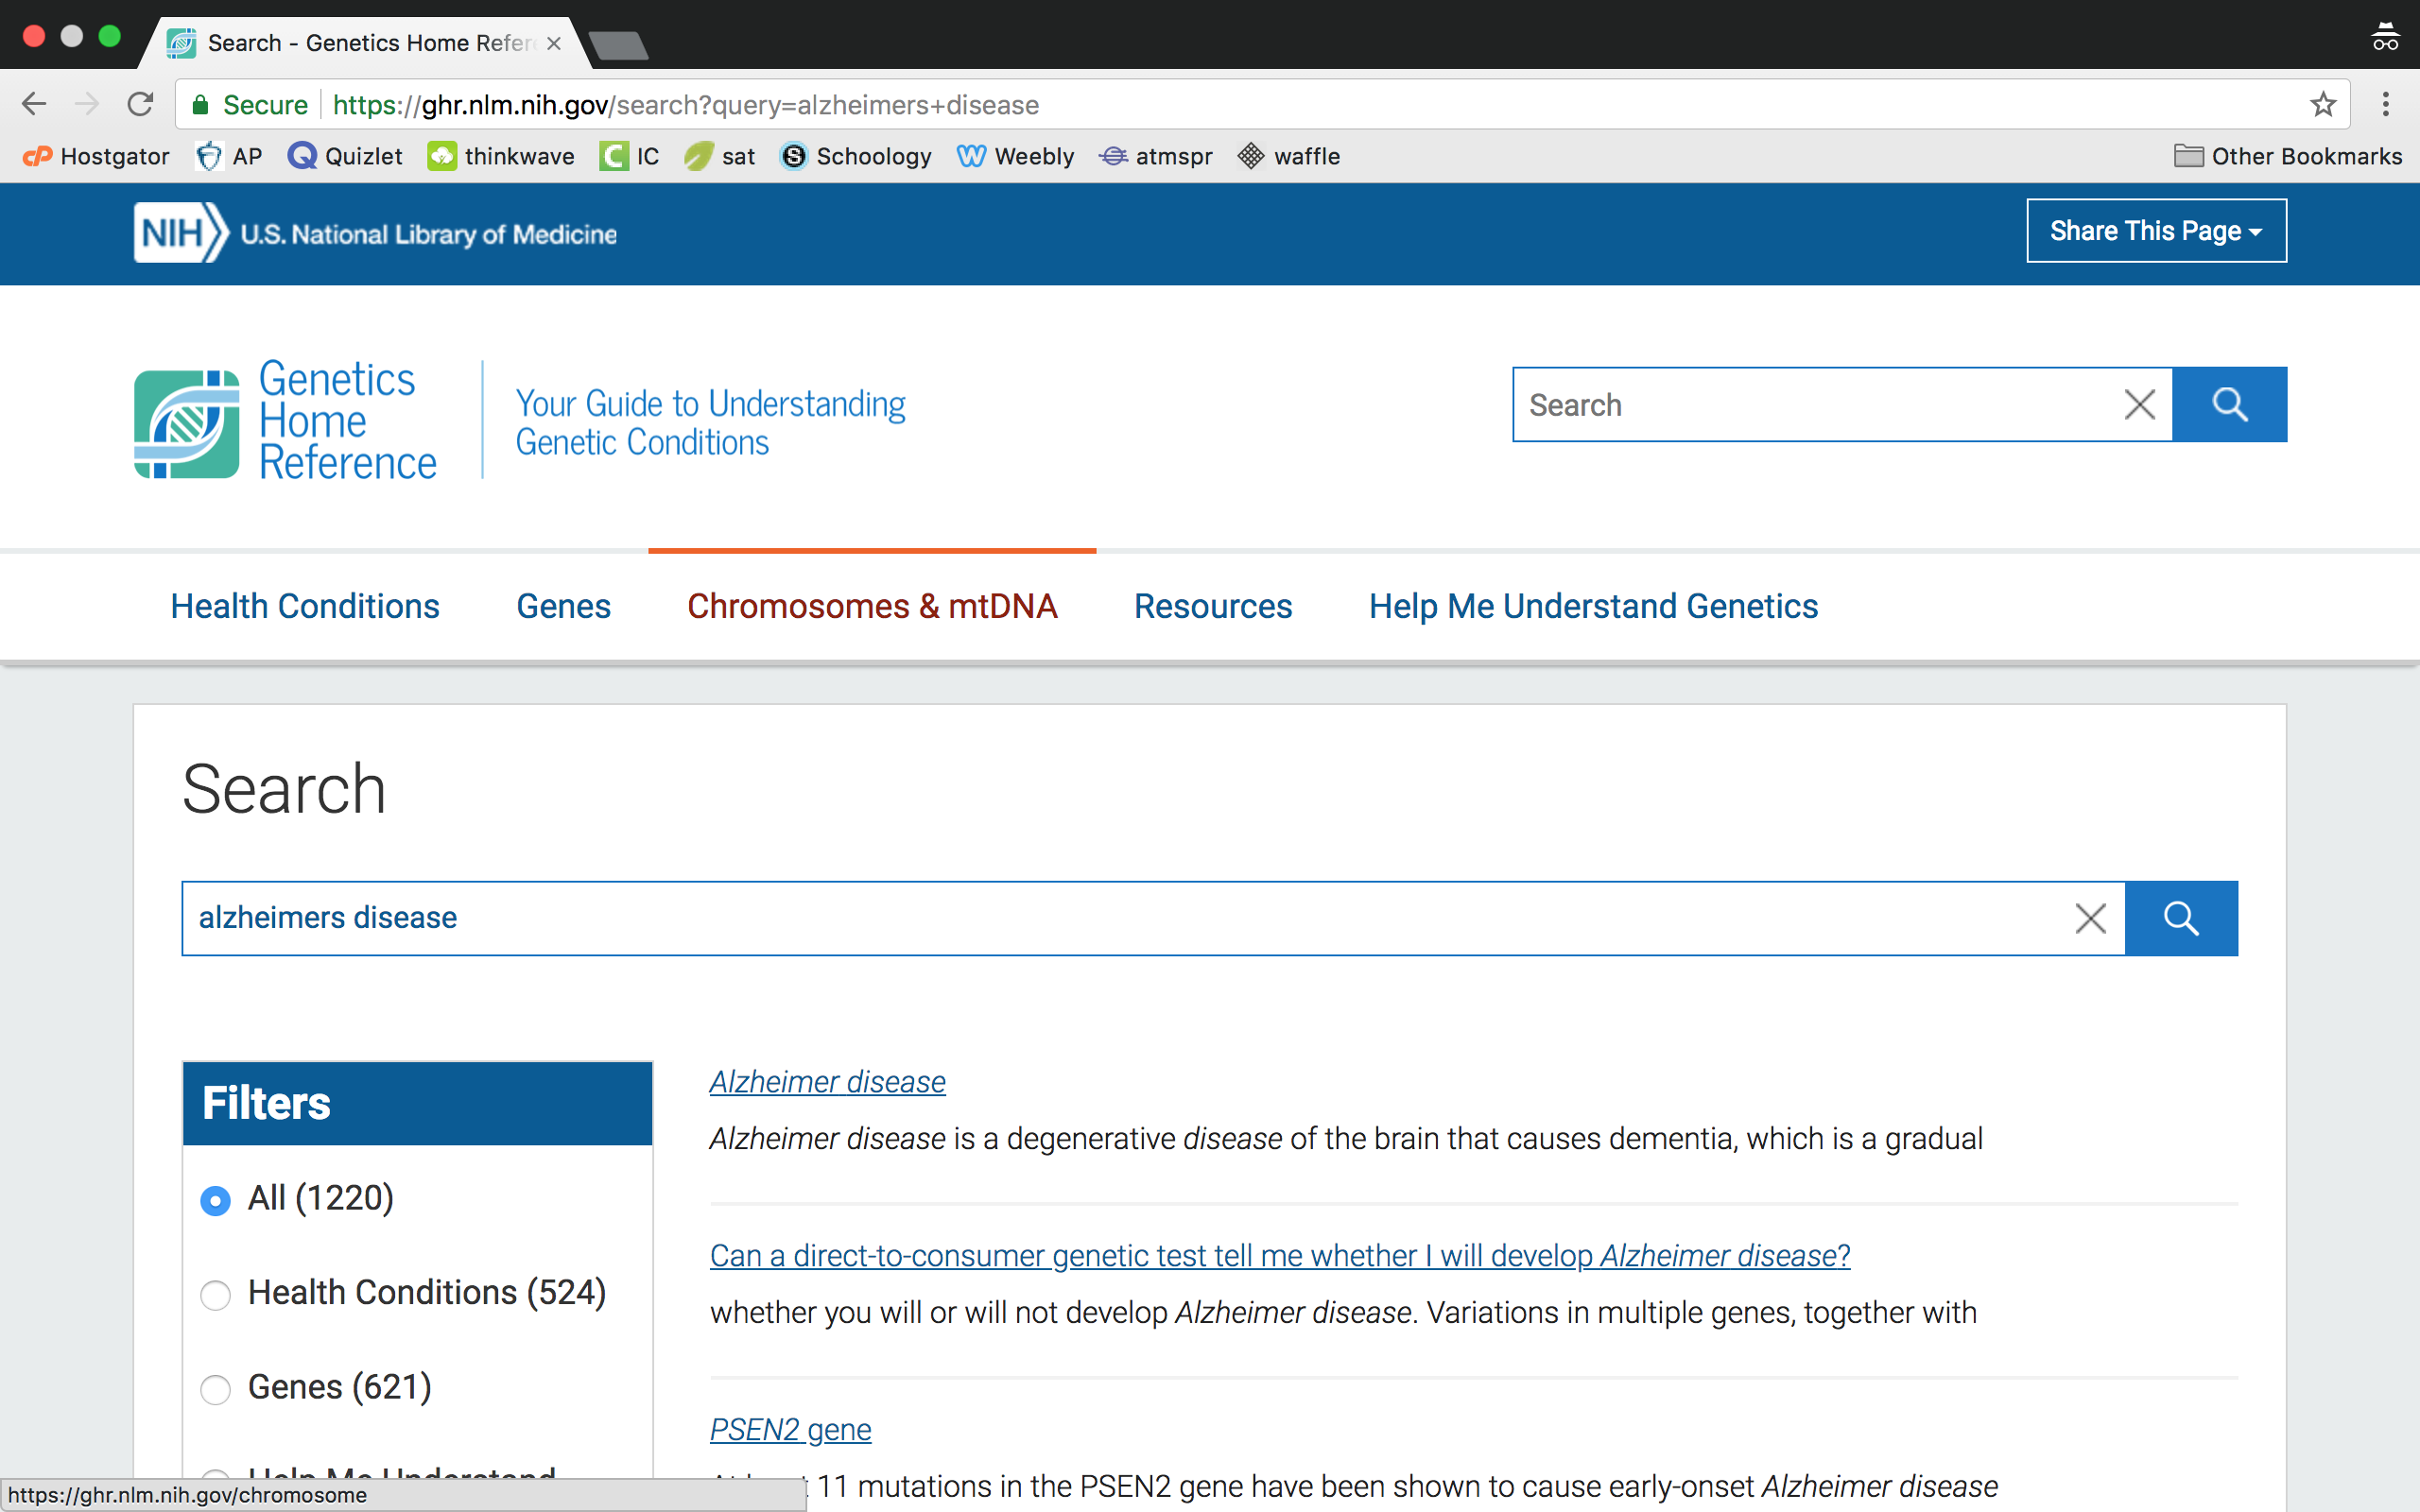 Search - Genetics Home Refer
Secure https://ghr.nlm.nih.gov/search?query=alzheimers+disease
Hostgator AP Quizlet thinkwave IC sat Schoology Weebly atmspr waffle Other Bookmarks
NIH U.S. National Library of Medicine
Share This Page
Genetics
Home
Reference
Your Guide to Understanding
Genetic Conditions
Search
Health Conditions Genes Chromosomes & mtDNA Resources Help Me Understand Genetics
Search
alzheimers disease
Filters
All (1220)
Health Conditions (524)
Genes (621)
Help Me Understand
Alzheimer disease
Alzheimer disease is a degenerative disease of the brain that causes dementia, which is a gradual
Can a direct-to-consumer genetic test tell me whether I will develop Alzheimer disease?
whether you will or will not develop Alzheimer disease. Variations in multiple genes, together with
PSEN2 gene
11 mutations in the PSEN2 gene have been shown to cause early-onset Alzheimer disease
https://ghr.nlm.nih.gov/chromosome